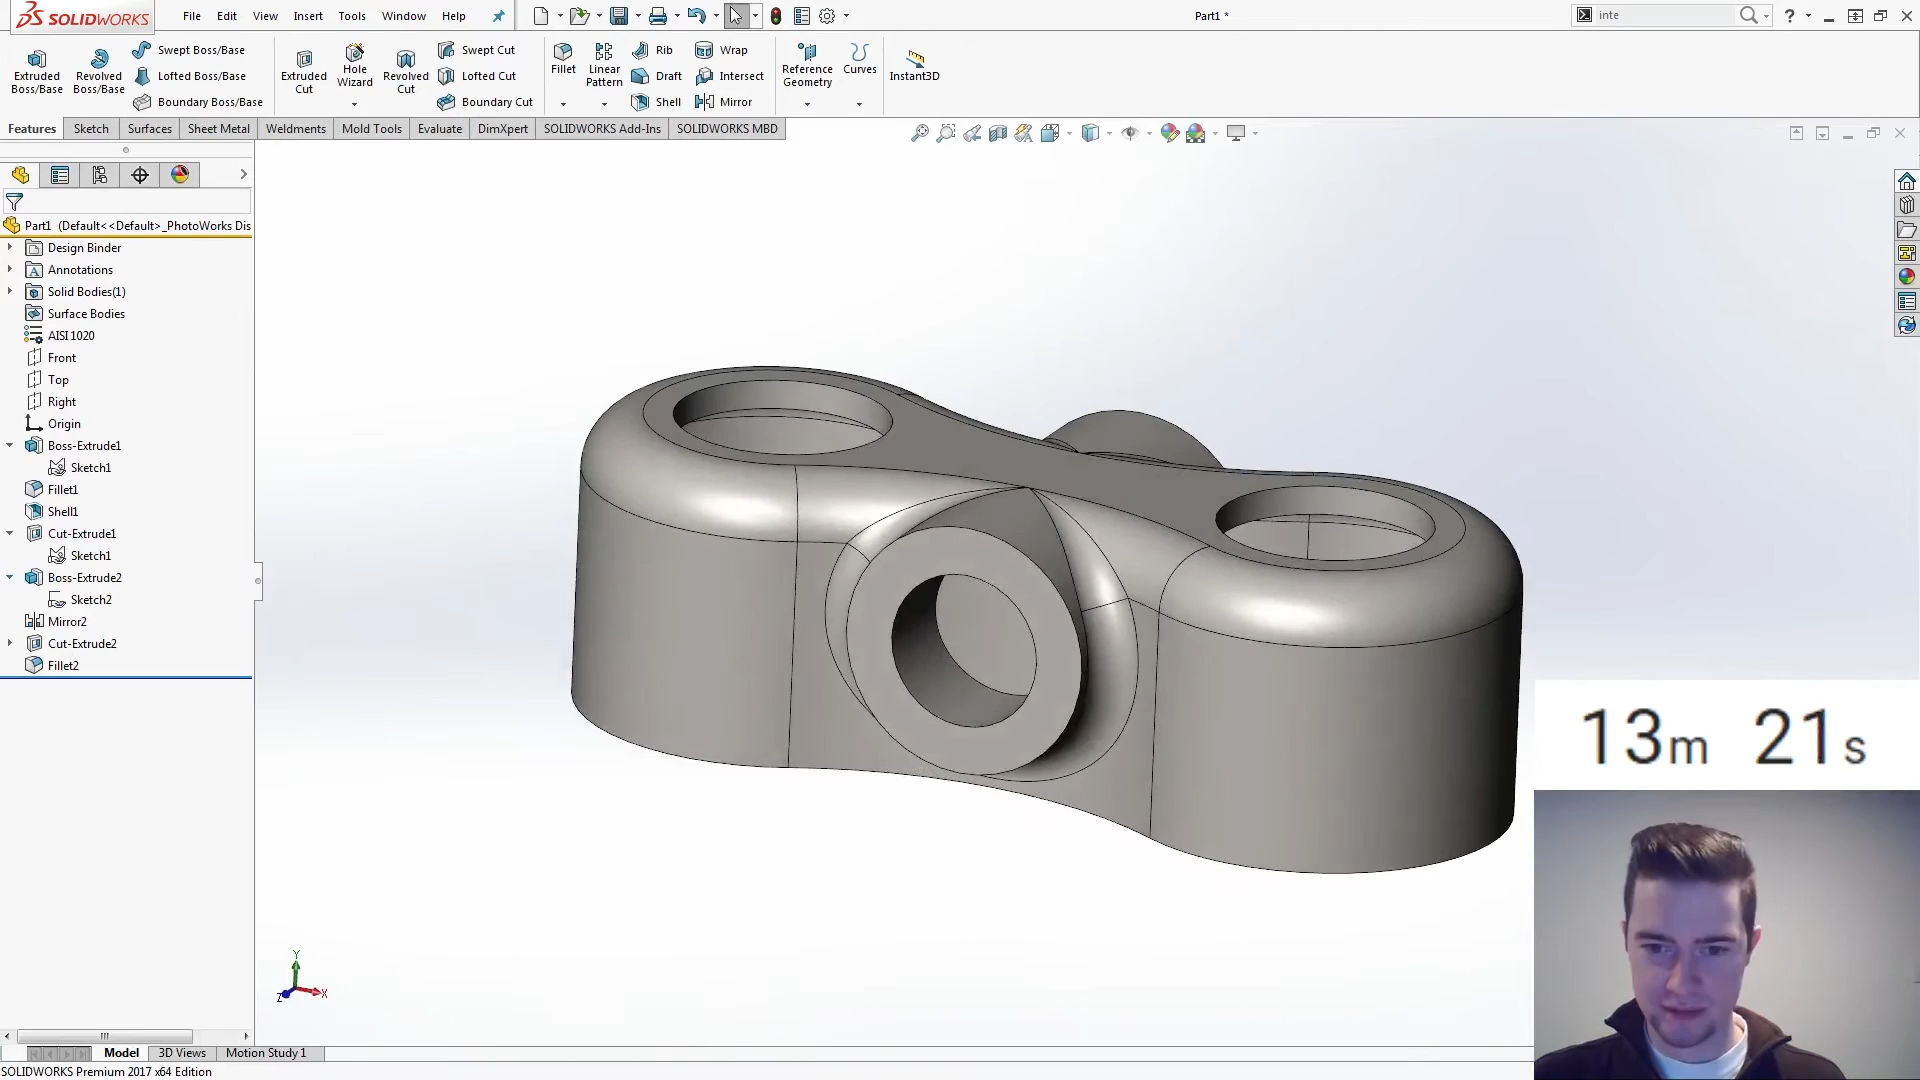 SOLIDWORKS File Edit View Insert Tools Window Help Part1 * inte ?
Extruded Boss/Base
Revolved Boss/Base
Swept Boss/Base
Lofted Boss/Base
Boundary Boss/Base
Extruded Cut
Hole Wizard
Revolved Cut
Swept Cut
Lofted Cut
Boundary Cut
Fillet
Linear Pattern
Rib
Draft
Shell
Wrap
Intersect
Mirror
Reference Geometry
Curves
Instant3D
Features Sketch Surfaces Sheet Metal Weldments Mold Tools Evaluate DimXpert SOLIDWORKS Add-Ins SOLIDWORKS MBD
Part1 (Default<<Default>_PhotoWorks Dis
Design Binder
Annotations
Solid Bodies(1)
Surface Bodies
AISI 1020
Front
Top
Right
Origin
Boss-Extrude1
Sketch1
Fillet1
Shell1
Cut-Extrude1
Sketch1
Boss-Extrude2
Sketch2
Mirror2
Cut-Extrude2
Fillet2
13m 21s
Y
Z X
Model 3D Views Motion Study 1
SOLIDWORKS Premium 2017 x64 Edition